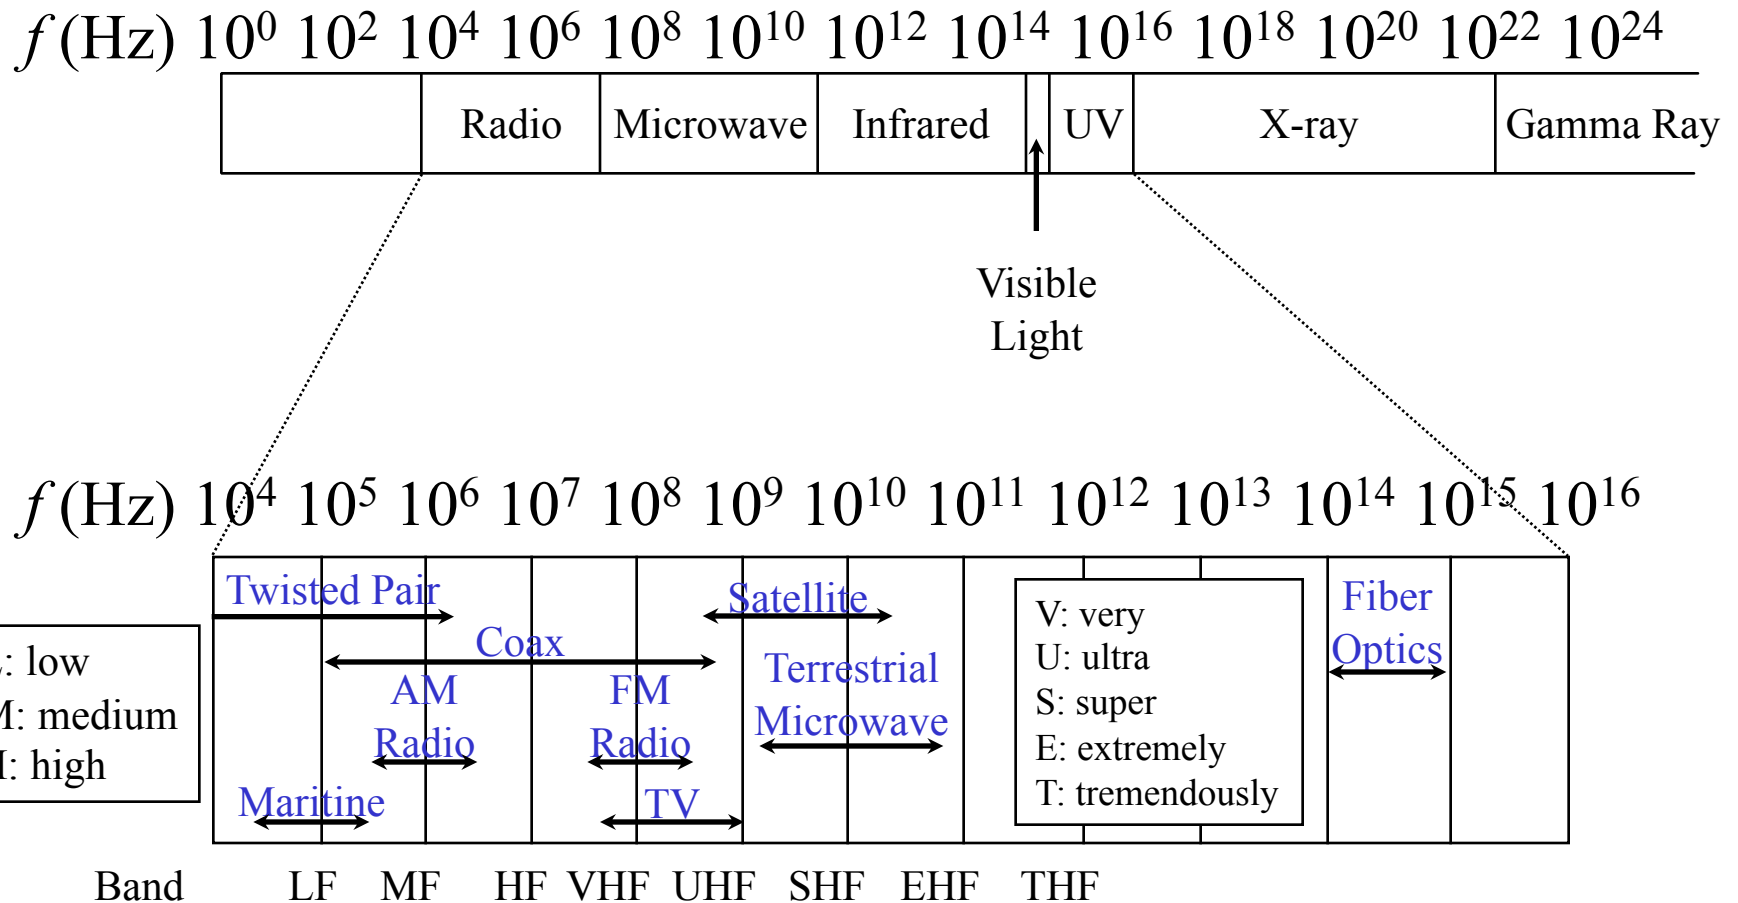 f (Hz) 10⁰ 10² 10⁴ 10⁶ 10⁸ 10¹⁰ 10¹² 10¹⁴ 10¹⁶ 10¹⁸ 10²⁰ 10²² 10²⁴
Radio Microwave Infrared UV X-ray Gamma Ray
Visible
Light
f (Hz) 10⁴ 10⁵ 10⁶ 10⁷ 10⁸ 10⁹ 10¹⁰ 10¹¹ 10¹² 10¹³ 10¹⁴ 10¹⁵ 10¹⁶
Twisted Pair
Satellite
Coax
AM
Radio
FM
Radio
Terrestrial
Microwave
Maritine
TV
Fiber
Optics
: low
: medium
: high
V: very
U: ultra
S: super
E: extremely
T: tremendously
Band LF MF HF VHF UHF SHF EHF THF